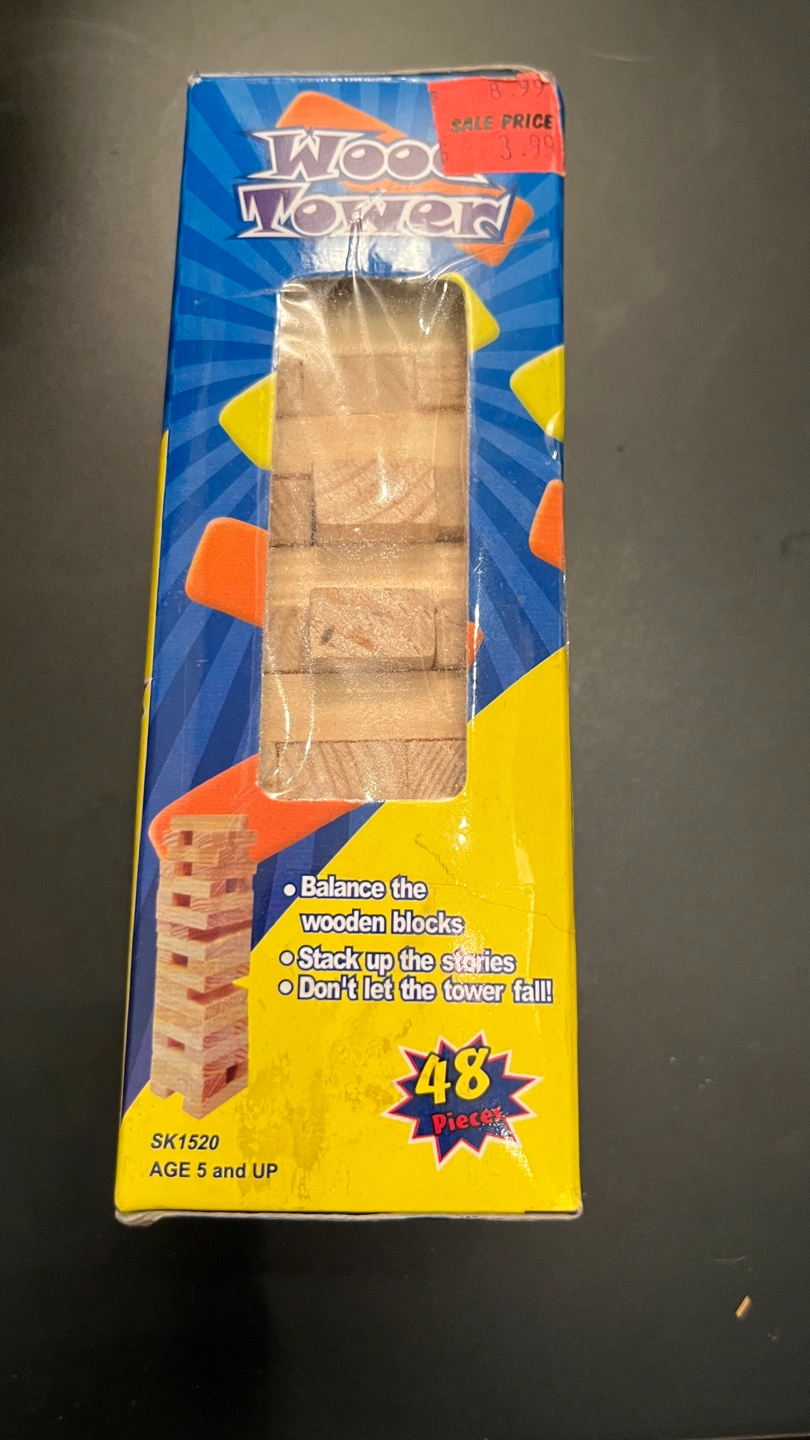 $ 8.99
SALE PRICE
$ 3.99
Wood
Tower
• Balance the
wooden blocks
• Stack up the stories
• Don't let the tower fall!
48
Pieces
SK1520
AGE 5 and UP